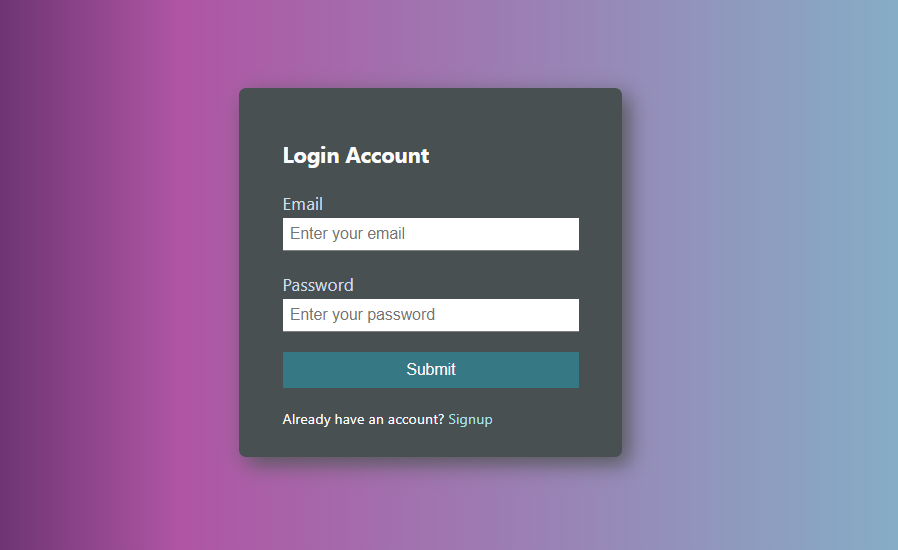 Login Account
Email
Enter your email
Password
Enter your password
Submit
Already have an account? Signup